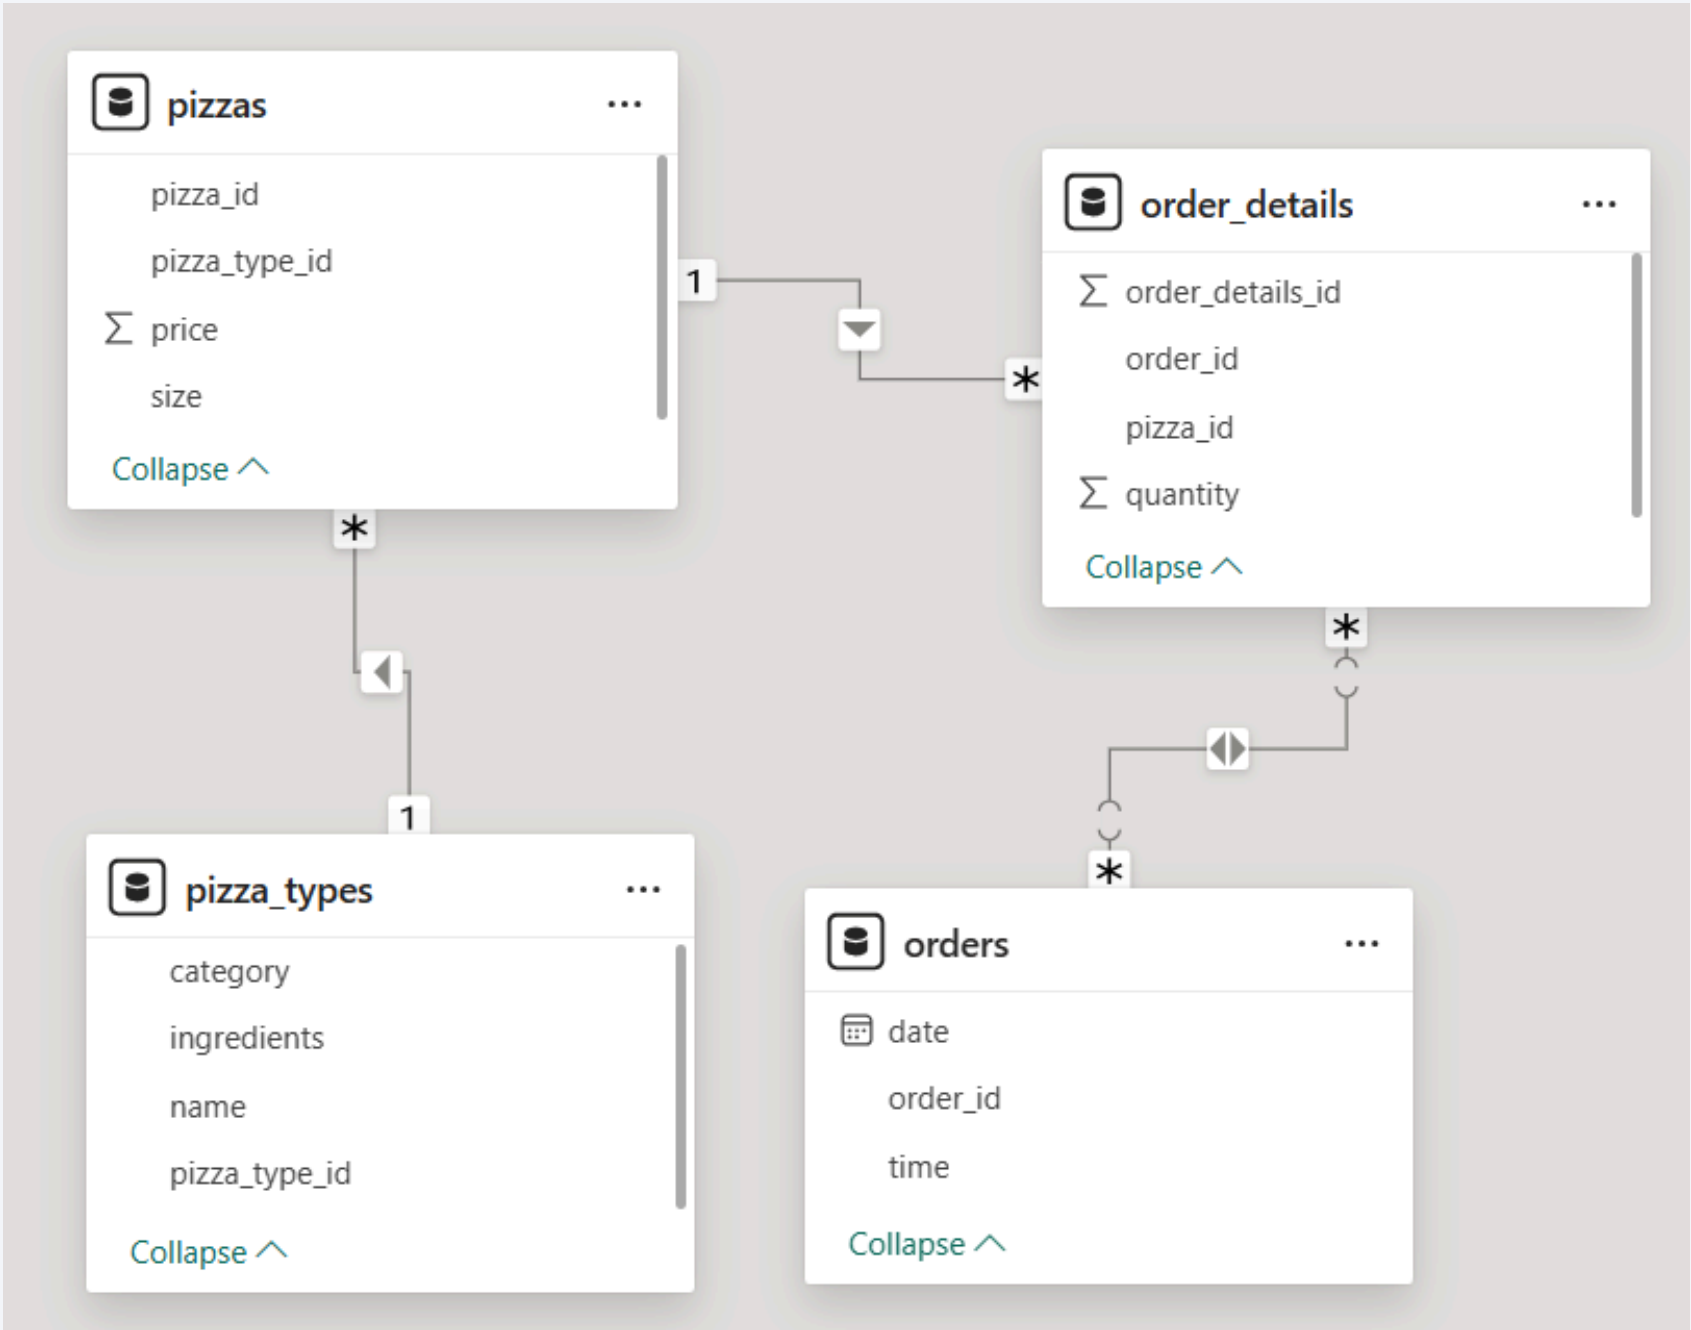 pizzas
...
pizza_id
pizza_type_id
Σ price
size
Collapse
1
*
order_details
...
Σ order_details_id
order_id
pizza_id
Σ quantity
Collapse
*
1
pizza_types
...
category
ingredients
name
pizza_type_id
Collapse
*
*
orders
...
date
order_id
time
Collapse